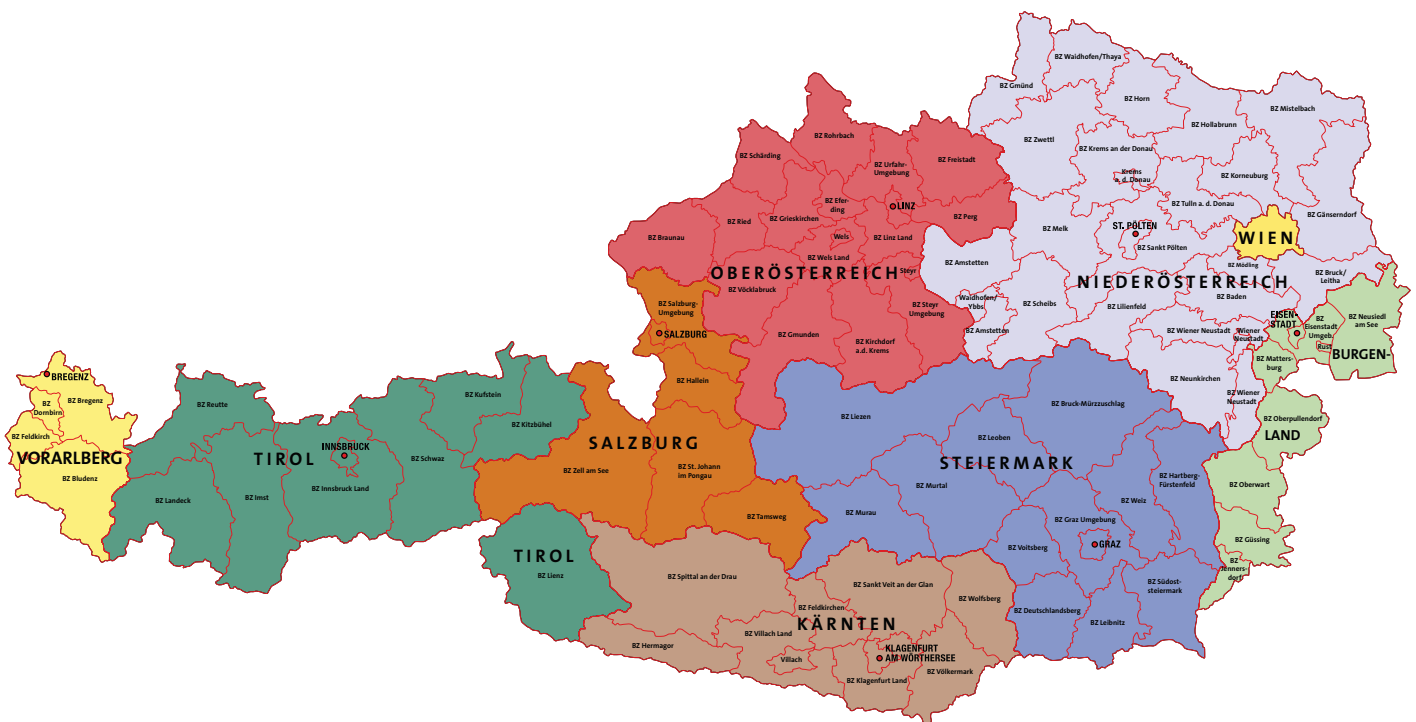 BZ Waidhofen/Thaya
BZ Gmünd
BZ Horn
BZ Mistelbach
BZ Hollabrunn
BZ Zwettl
BZ Krems an der Donau
Krems
a. d. Donau
BZ Korneuburg
BZ Tulln a. d. Donau
BZ Gänserndorf
BZ Melk
ST. PÖLTEN
BZ Sankt Pölten
WIEN
BZ Mödling
BZ Amstetten
NIEDERÖSTERREICH
BZ Bruck/
Leitha
BZ Baden
Waidhofen/
Ybbs
BZ Scheibs
BZ Lilienfeld
BZ Amstetten
BZ Wiener Neustadt
Wiener
Neustadt
BZ Neunkirchen
BZ Wiener
Neustadt
BZ Rohrbach
BZ Schärding
BZ Urfahr-
Umgebung
BZ Freistadt
BZ Efer-
ding
LINZ
BZ Ried
BZ Grieskirchen
BZ Perg
BZ Braunau
Wels
BZ Linz Land
BZ Wels Land
OBERÖSTERREICH
Steyr
BZ Vöcklabruck
BZ Steyr
Umgebung
BZ Gmunden
BZ Kirchdorf
a.d. Krems
EISEN-
STADT
BZ
Eisenstadt
Umgeb.
Rust
BZ Neusiedl
am See
BURGEN-
BZ Matters-
burg
BZ Oberpullendorf
LAND
BZ Oberwart
BZ Güssing
BZ
Jenners-
dorf
BZ Salzburg-
Umgebung
SALZBURG
BZ Hallein
SALZBURG
BZ Zell am See
BZ St. Johann
im Pongau
BZ Tamsweg
BREGENZ
BZ
Dornbirn
BZ Bregenz
BZ Feldkirch
VORARLBERG
BZ Bludenz
BZ Reutte
BZ Kufstein
BZ Kitzbühel
INNSBRUCK
TIROL
BZ Schwaz
BZ Landeck
BZ Imst
BZ Innsbruck Land
TIROL
BZ Lienz
BZ Liezen
BZ Bruck-Mürzzuschlag
BZ Leoben
STEIERMARK
BZ Murtal
BZ Hartberg-
Fürstenfeld
BZ Weiz
BZ Murau
BZ Graz Umgebung
GRAZ
BZ Voitsberg
BZ Südost-
steiermark
BZ Deutschlandsberg
BZ Leibnitz
BZ Spittal an der Drau
BZ Sankt Veit an der Glan
BZ Wolfsberg
BZ Feldkirchen
KÄRNTEN
BZ Villach Land
BZ Hermagor
Villach
KLAGENFURT
AM WÖRTHERSEE
BZ Klagenfurt Land
BZ Völkermark